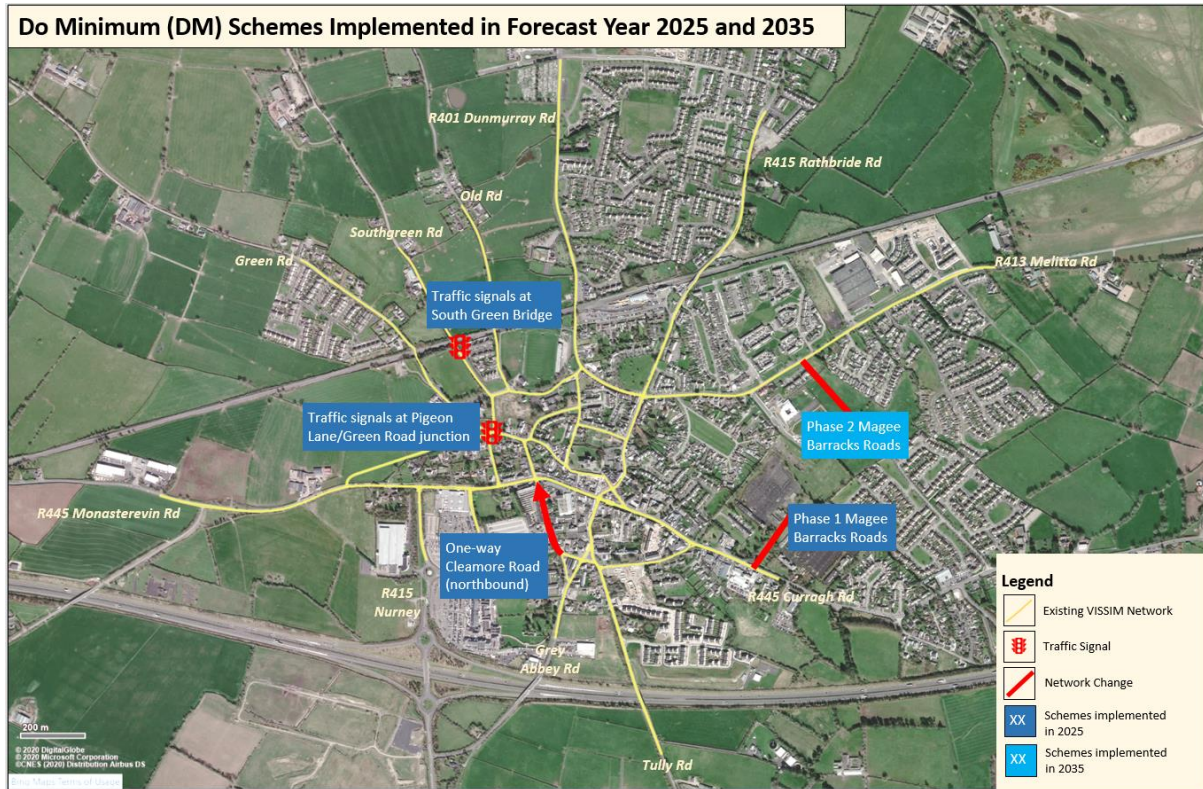 Do Minimum (DM) Schemes Implemented in Forecast Year 2025 and 2035
R401 Dunmurray Rd
R415 Rathbride Rd
Old Rd
Southgreen Rd
Green Rd
R413 Melitta Rd
Traffic signals at
South Green Bridge
Traffic signals at Pigeon
Lane/Green Road junction
Phase 2 Magee
Barracks Roads
R445 Monasterevin Rd
Phase 1 Magee
Barracks Roads
One-way
Cleamore Road
(northbound)
R415
Nurney
R445 Curragh Rd
Grey
Abbey Rd
Tully Rd
Legend
Existing VISSIM Network
Traffic Signal
Network Change
XX
Schemes implemented
in 2025
XX
Schemes implemented
in 2035
200 m
© 2020 DigitalGlobe
© 2020 Microsoft Corporation
©CNES (2020) Distribution Airbus DS
Bing Maps Terms of Usage